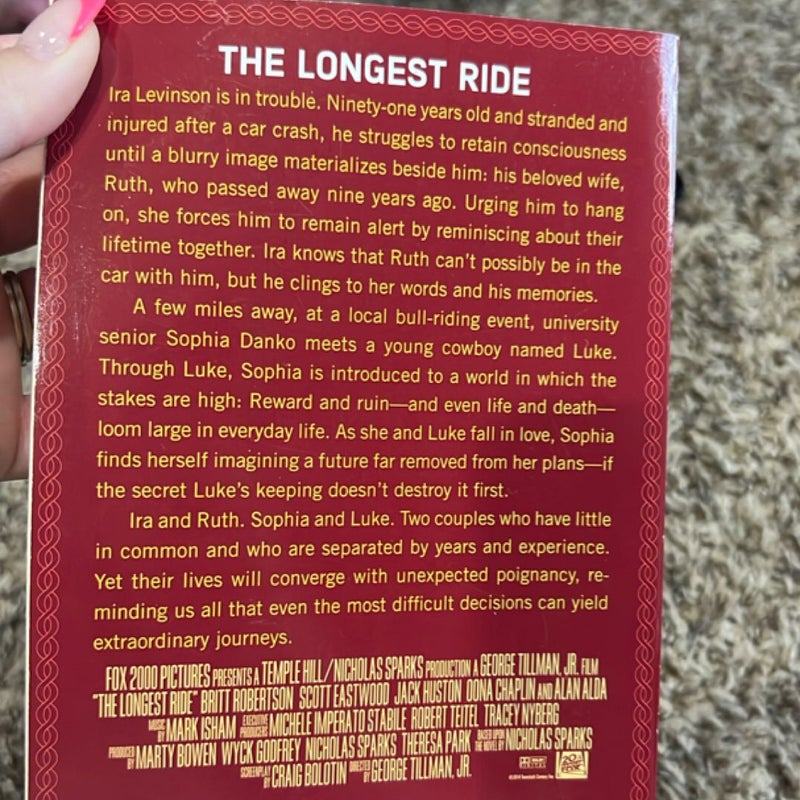 THE LONGEST RIDE
Ira Levinson is in trouble. Ninety-one years old and stranded and
injured after a car crash, he struggles to retain consciousness
until a blurry image materializes beside him: his beloved wife,
Ruth, who passed away nine years ago. Urging him to hang
on, she forces him to remain alert by reminiscing about their
lifetime together. Ira knows that Ruth can't possibly be in the
car with him, but he clings to her words and his memories.
A few miles away, at a local bull-riding event, university
senior Sophia Danko meets a young cowboy named Luke.
Through Luke, Sophia is introduced to a world in which the
stakes are high: Reward and ruin—and even life and death—
loom large in everyday life. As she and Luke fall in love, Sophia
finds herself imagining a future far removed from her plans—if
the secret Luke's keeping doesn't destroy it first.
Ira and Ruth. Sophia and Luke. Two couples who have little
in common and who are separated by years and experience.
Yet their lives will converge with unexpected poignancy, re-
minding us all that even the most difficult decisions can yield
extraordinary journeys.
FOX 2000 PICTURES PRESENTS A TEMPLE HILL/NICHOLAS SPARKS PRODUCTION A GEORGE TILLMAN, JR. FILM
"THE LONGEST RIDE" BRITT ROBERTSON SCOTT EASTWOOD JACK HUSTON OONA CHAPLIN AND ALAN ALDA
MUSIC BY MARK ISHAM EXECUTIVE PRODUCERS MICHELE IMPERATO STABILE ROBERT TEITEL TRACEY NYBERG
PRODUCED BY MARTY BOWEN WYCK GODFREY NICHOLAS SPARKS THERESA PARK BASED UPON THE NOVEL BY NICHOLAS SPARKS
SCREENPLAY BY CRAIG BOLOTIN DIRECTED BY GEORGE TILLMAN, JR.